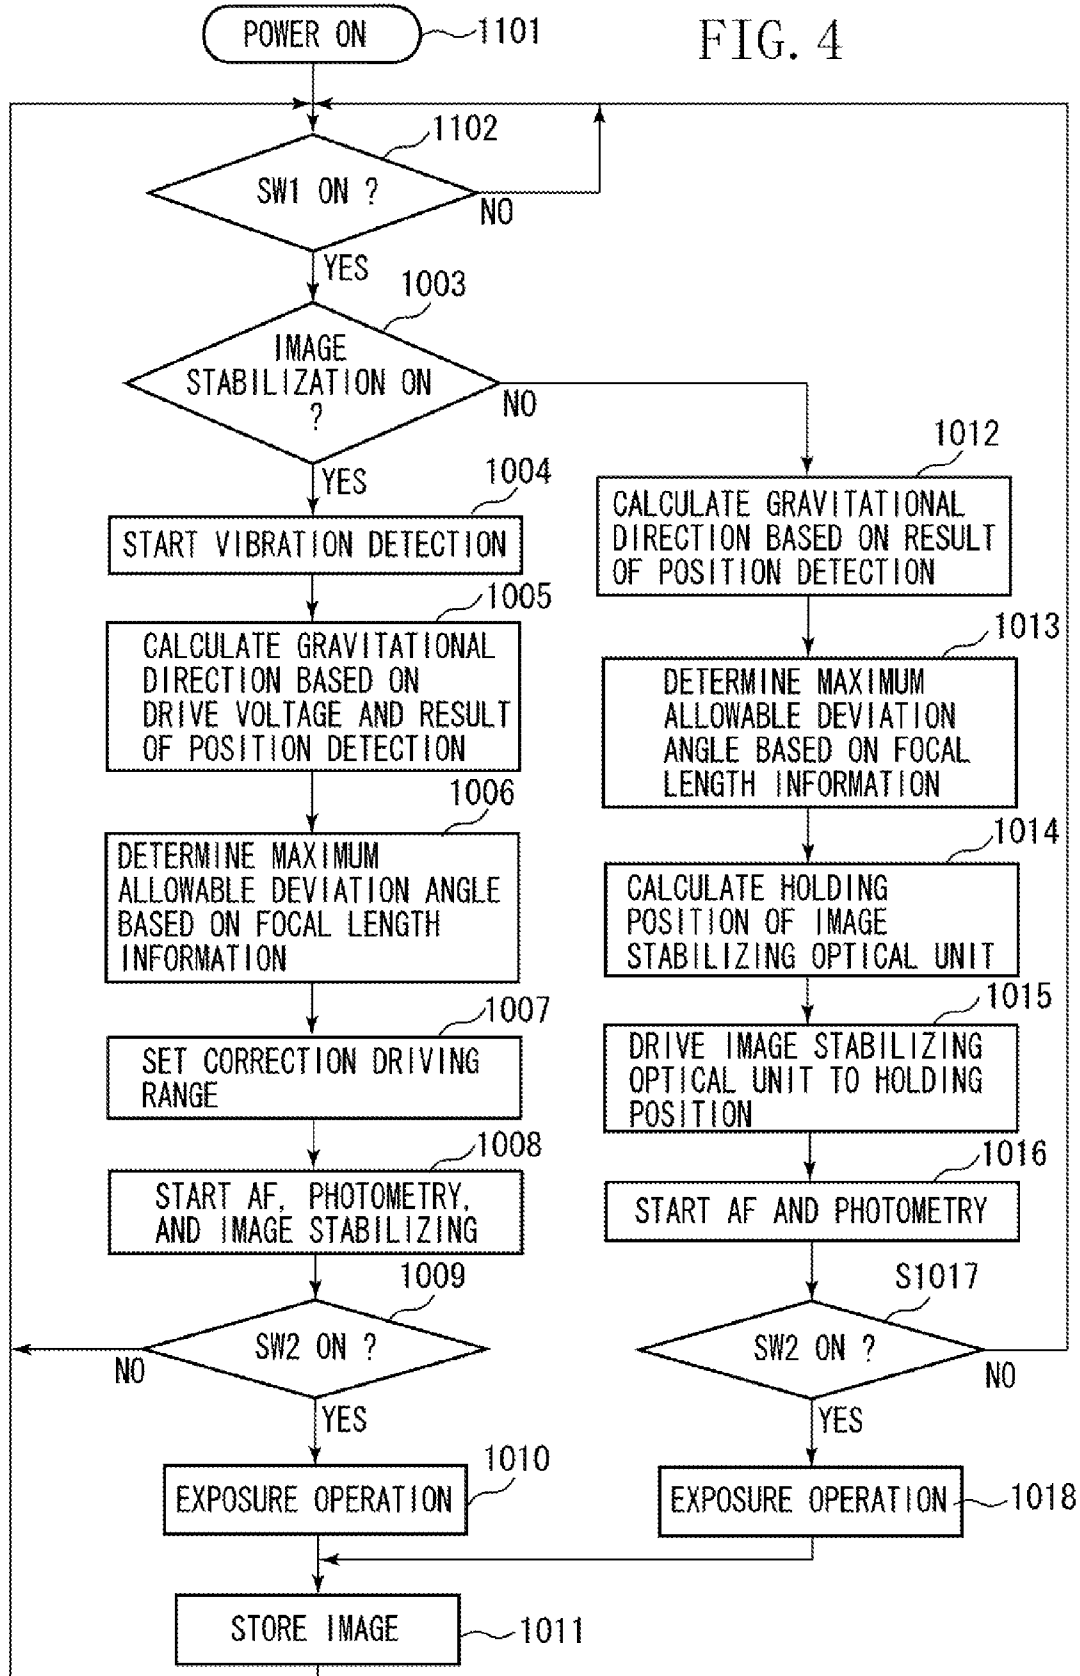 POWER ON
1101
FIG. 4
1102
SW1 ON ?
NO
YES
1003
IMAGE
STABILIZATION ON
?
NO
YES
1004
START VIBRATION DETECTION
1005
CALCULATE GRAVITATIONAL
DIRECTION BASED ON
DRIVE VOLTAGE AND RESULT
OF POSITION DETECTION
1006
DETERMINE MAXIMUM
ALLOWABLE DEVIATION ANGLE
BASED ON FOCAL LENGTH
INFORMATION
1007
SET CORRECTION DRIVING
RANGE
1008
START AF, PHOTOMETRY,
AND IMAGE STABILIZING
1009
SW2 ON ?
NO
YES
1010
EXPOSURE OPERATION
1012
CALCULATE GRAVITATIONAL
DIRECTION BASED ON RESULT
OF POSITION DETECTION
1013
DETERMINE MAXIMUM
ALLOWABLE DEVIATION
ANGLE BASED ON FOCAL
LENGTH INFORMATION
1014
CALCULATE HOLDING
POSITION OF IMAGE
STABILIZING OPTICAL UNIT
1015
DRIVE IMAGE STABILIZING
OPTICAL UNIT TO HOLDING
POSITION
1016
START AF AND PHOTOMETRY
S1017
SW2 ON ?
NO
YES
EXPOSURE OPERATION
1018
STORE IMAGE
1011